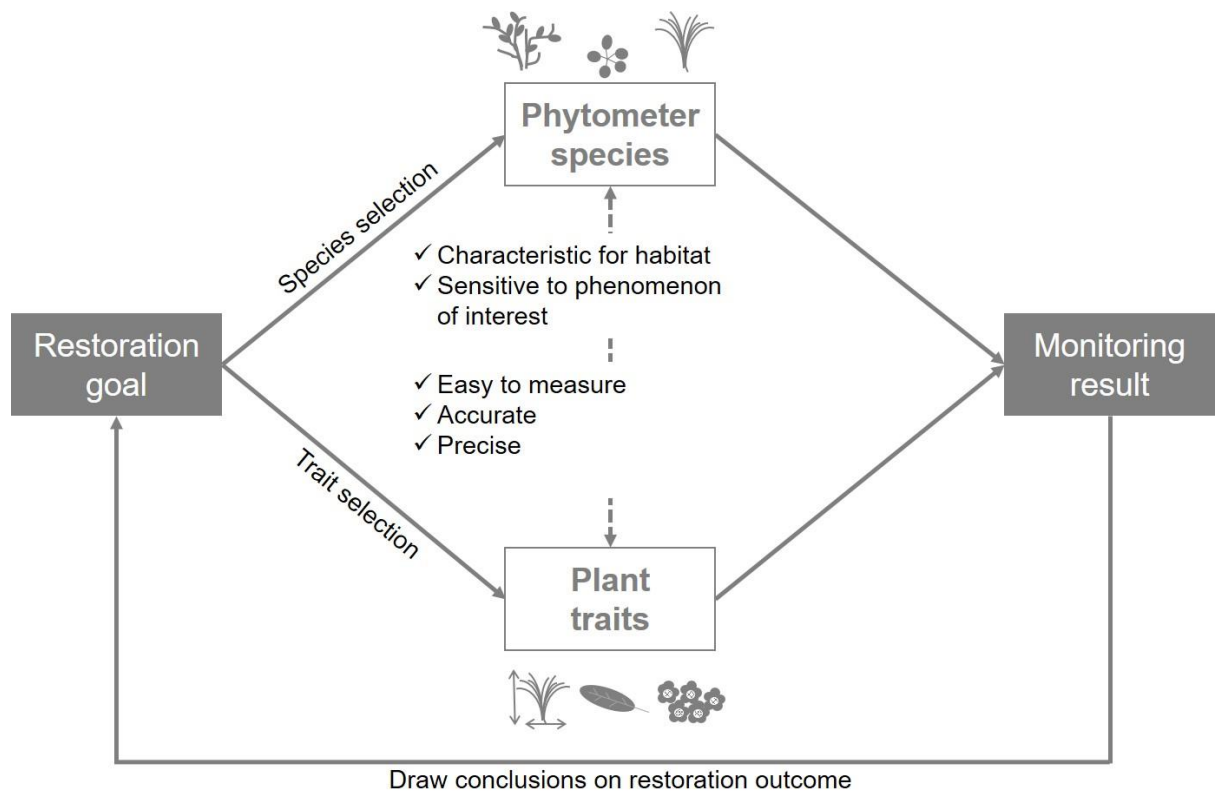 Phytometer
species
Species selection
✓ Characteristic for habitat
✓ Sensitive to phenomenon
of interest
Restoration
goal
Monitoring
result
✓ Easy to measure
✓ Accurate
✓ Precise
Trait selection
Plant
traits
Draw conclusions on restoration outcome